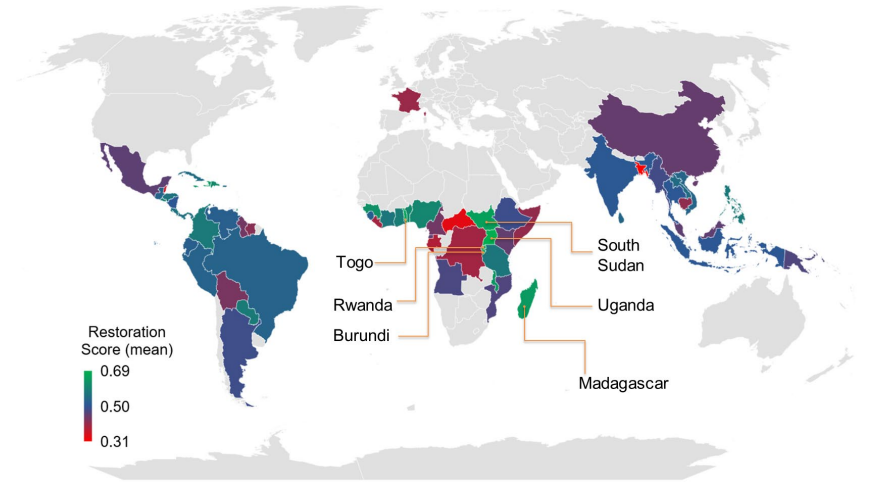 Togo
Rwanda
Burundi
South
Sudan
Uganda
Madagascar
Restoration
Score (mean)
0.69
0.50
0.31